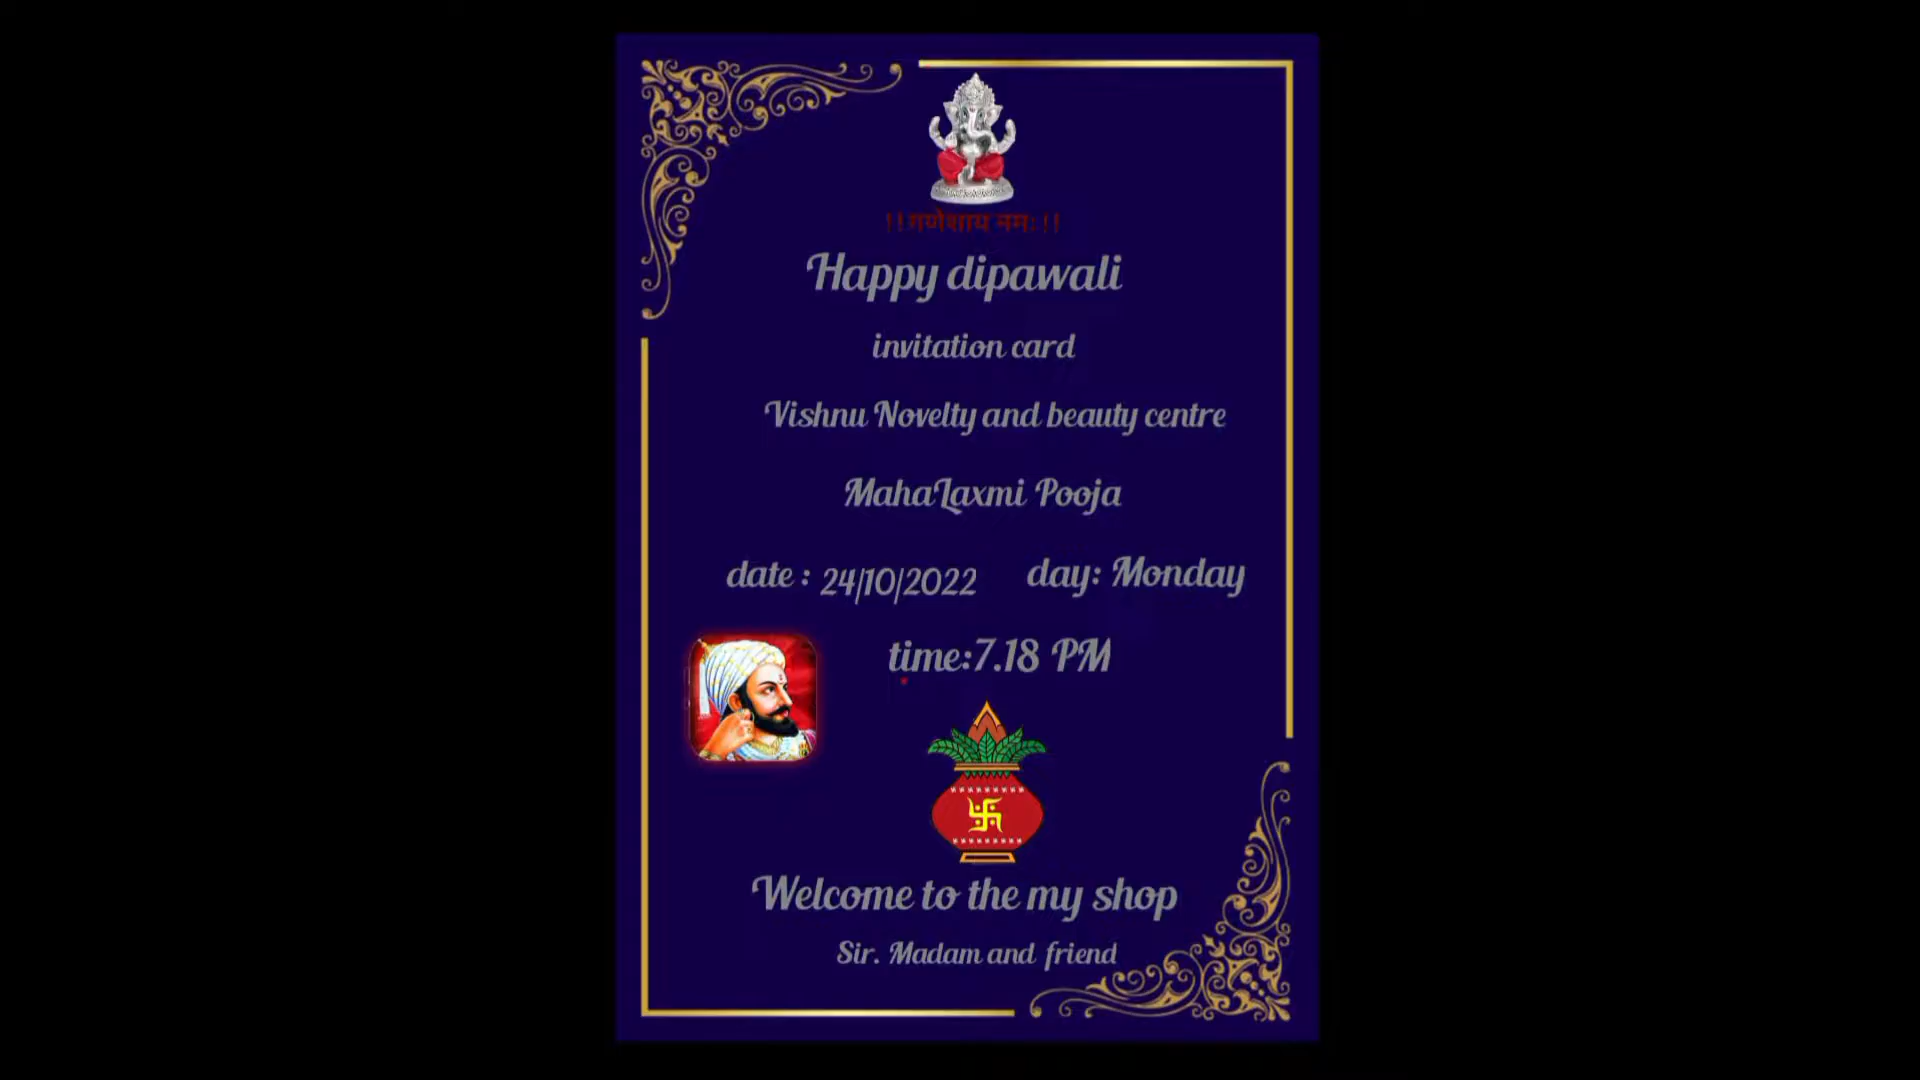 !!गणेशाय नमः!!
Happy dipawali
invitation card
Vishnu Novelty and beauty centre
MahaLaxmi Pooja
date : 24/10/2022 day: Monday
time:7.18 PM
Welcome to the my shop
Sir. Madam and friend